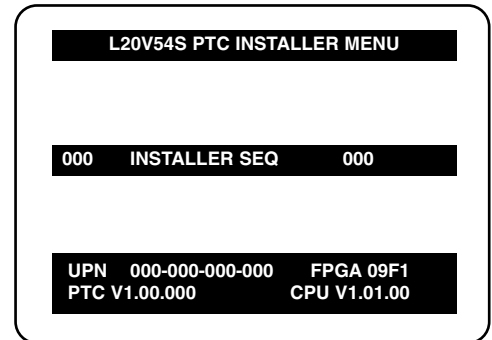 L20V54S PTC INSTALLER MENU
000 INSTALLER SEQ 000
UPN 000-000-000-000 FPGA 09F1
PTC V1.00.000 CPU V1.01.00